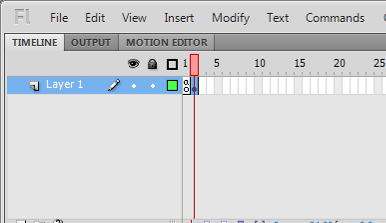 Fl File Edit View Insert Modify Text Commands
TIMELINE OUTPUT MOTION EDITOR
1 5 10 15 20 25
Layer 1